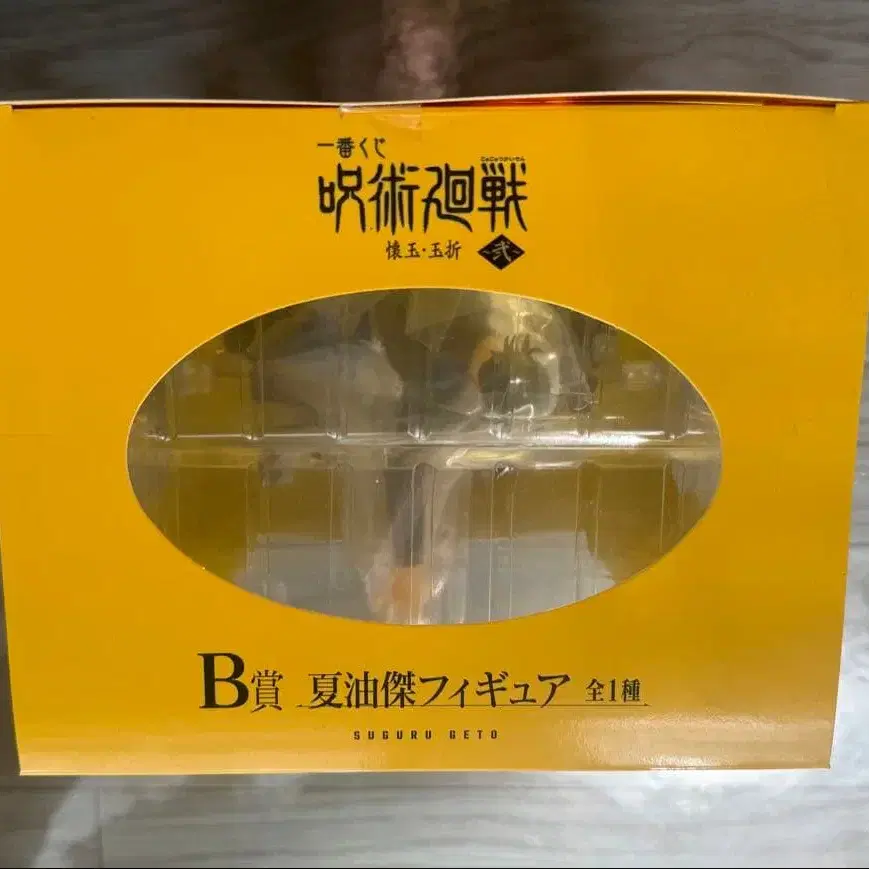 一番くじ
じゅじゅつかいせん
呪術廻戦
懐玉・玉折 弐
B賞 夏油傑フィギュア 全1種
SUGURU GETO